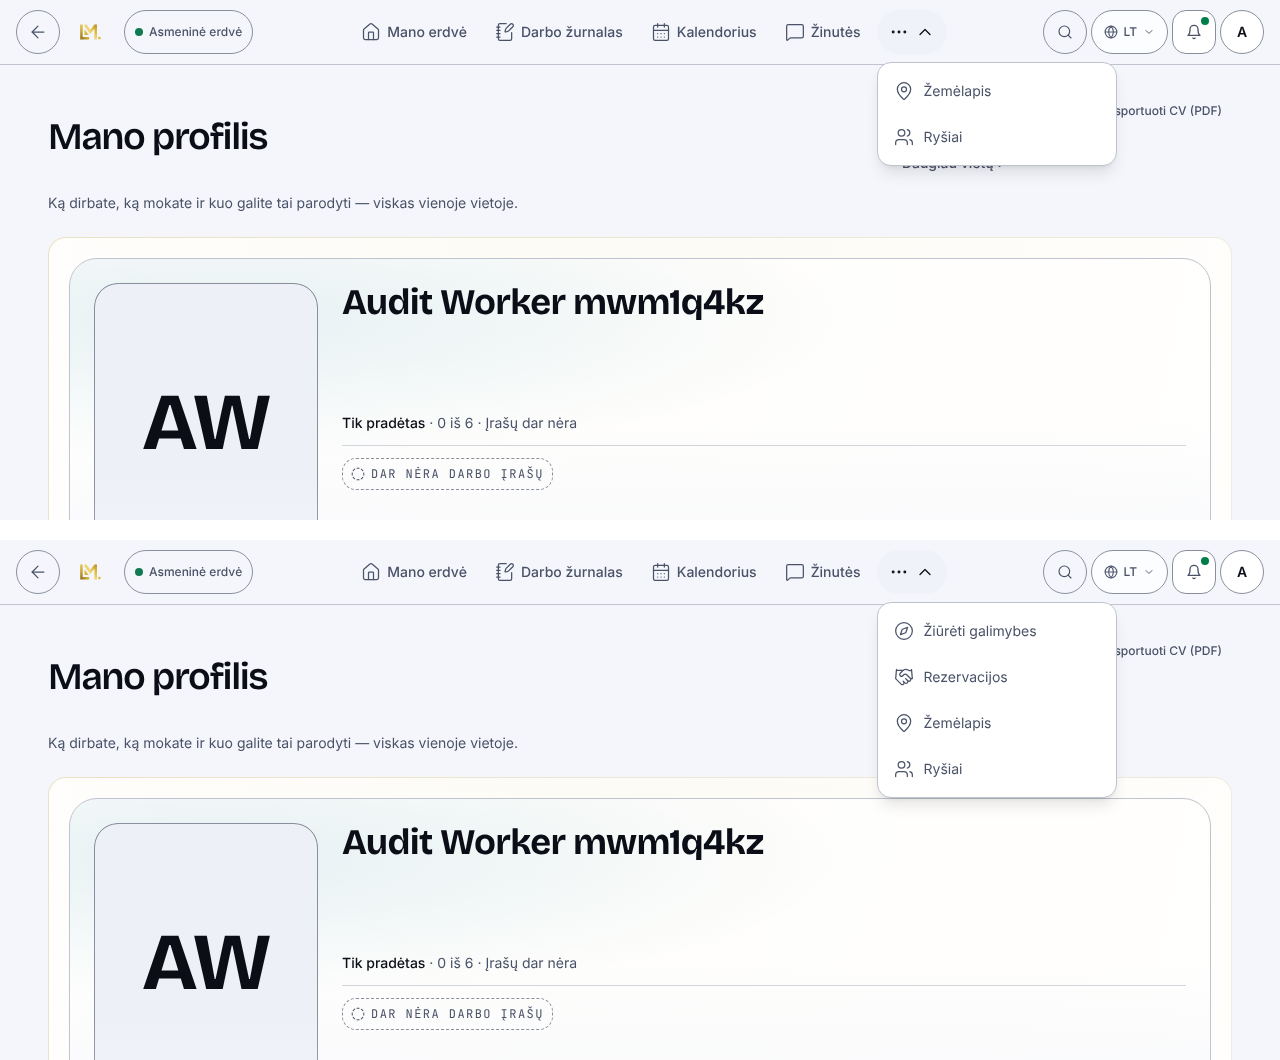 LM.
Asmeninė erdvė
Mano erdvė
Darbo žurnalas
Kalendorius
Žinutės
LT
A
Žemėlapis
Ryšiai
sportuoti CV (PDF)
Mano profilis
Ką dirbate, ką mokate ir kuo galite tai parodyti — viskas vienoje vietoje.
AW
Audit Worker mwm1q4kz
Tik pradėtas · 0 iš 6 · Įrašų dar nėra
DAR NĖRA DARBO ĮRAŠŲ
LM.
Asmeninė erdvė
Mano erdvė
Darbo žurnalas
Kalendorius
Žinutės
LT
A
Žiūrėti galimybes
Rezervacijos
Žemėlapis
Ryšiai
sportuoti CV (PDF)
Mano profilis
Ką dirbate, ką mokate ir kuo galite tai parodyti — viskas vienoje vietoje.
AW
Audit Worker mwm1q4kz
Tik pradėtas · 0 iš 6 · Įrašų dar nėra
DAR NĖRA DARBO ĮRAŠŲ